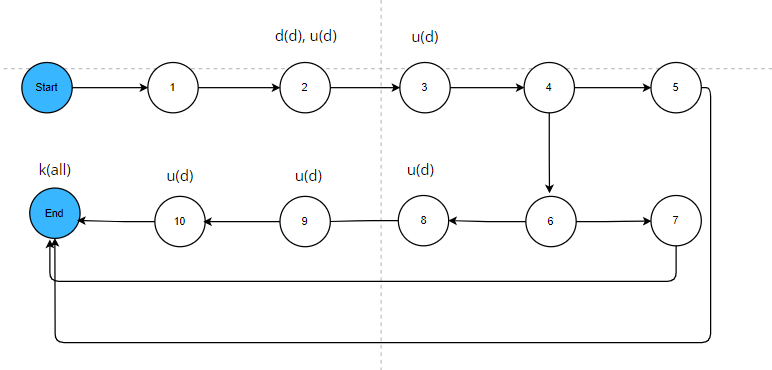 d(d), u(d)
u(d)
Start
1
2
3
4
5
k(all)
u(d)
u(d)
u(d)
End
10
9
8
6
7